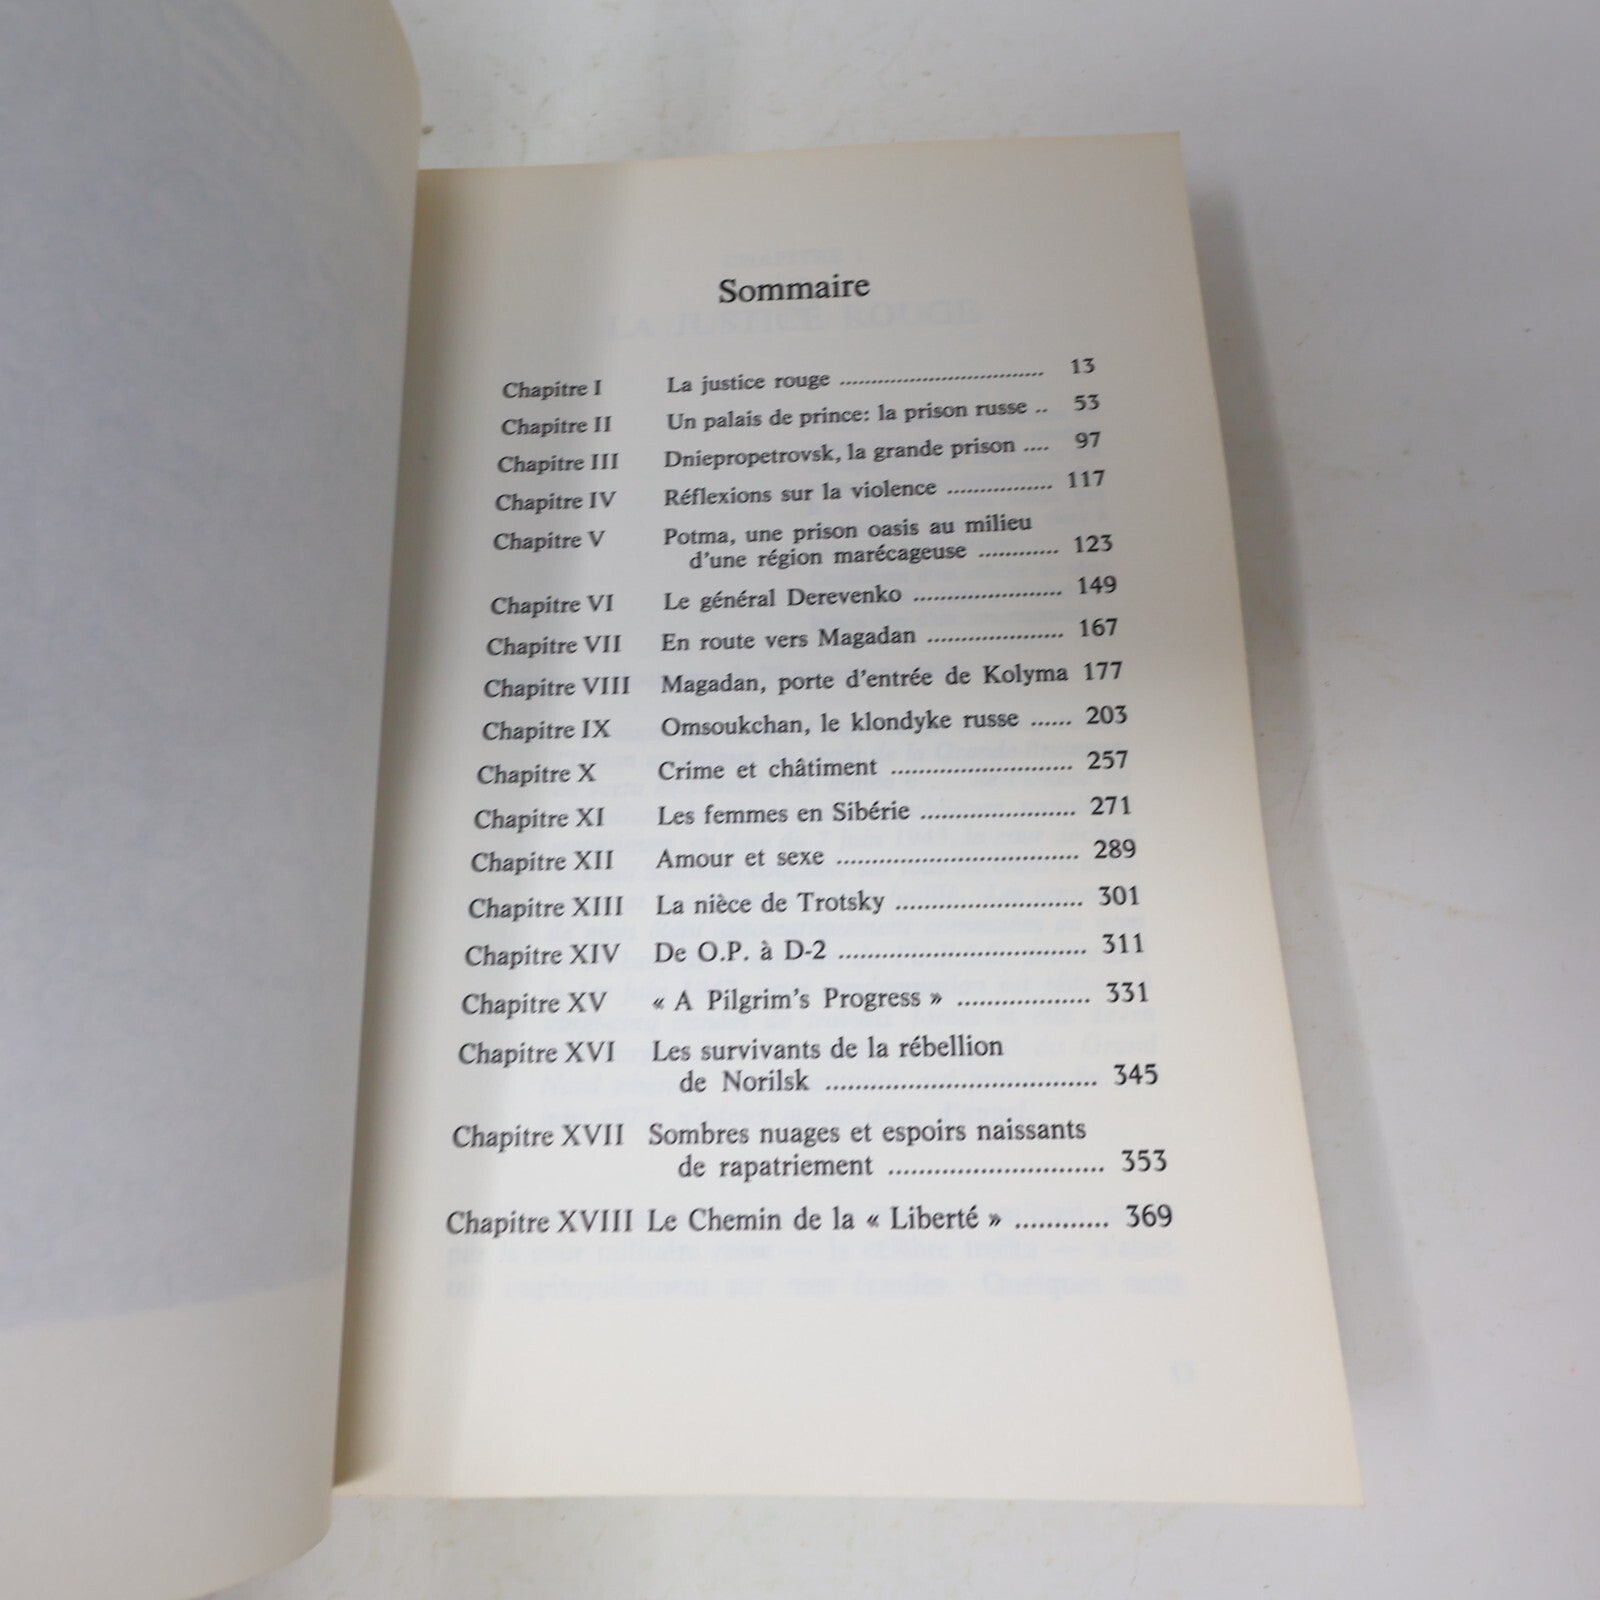 Sommaire
Chapitre I La justice rouge ................................ 13
Chapitre II Un palais de prince: la prison russe .. 53
Chapitre III Dniepropetrovsk, la grande prison .... 97
Chapitre IV Réflexions sur la violence ................ 117
Chapitre V Potma, une prison oasis au milieu
d'une région marécageuse ............ 123
Chapitre VI Le général Derevenko ...................... 149
Chapitre VII En route vers Magadan .................... 167
Chapitre VIII Magadan, porte d'entrée de Kolyma 177
Chapitre IX Omsoukchan, le klondyke russe ...... 203
Chapitre X Crime et châtiment ......................... 257
Chapitre XI Les femmes en Sibérie ...................... 271
Chapitre XII Amour et sexe .................................. 289
Chapitre XIII La nièce de Trotsky .......................... 301
Chapitre XIV De O.P. à D-2 .................................. 311
Chapitre XV « A Pilgrim's Progress » .................. 331
Chapitre XVI Les survivants de la rébellion
de Norilsk ..................................... 345
Chapitre XVII Sombres nuages et espoirs naissants
de rapatriement ............................. 353
Chapitre XVIII Le Chemin de la « Liberté » ............ 369